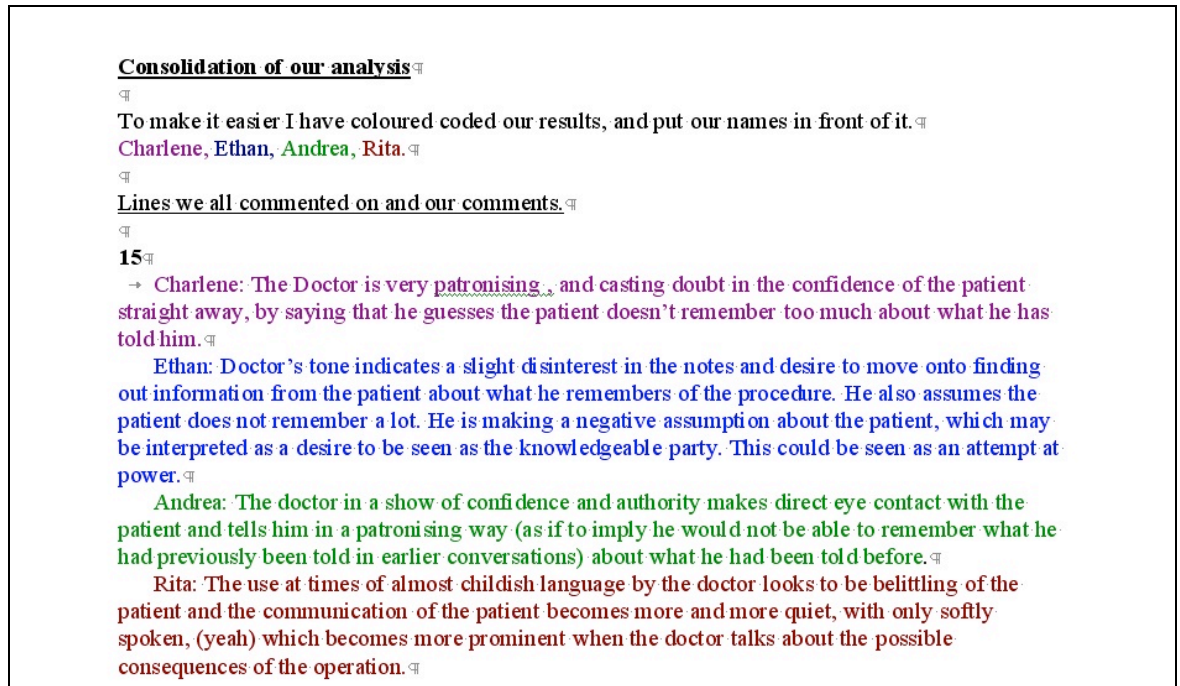 Consolidation of our analysis¶
¶
To make it easier I have coloured coded our results, and put our names in front of it.¶
Charlene, Ethan, Andrea, Rita.¶
¶
Lines we all commented on and our comments.¶
¶
15¶
→ Charlene: The Doctor is very patronising , and casting doubt in the confidence of the patient
straight away, by saying that he guesses the patient doesn’t remember too much about what he has
told him.¶
Ethan: Doctor’s tone indicates a slight disinterest in the notes and desire to move onto finding
out information from the patient about what he remembers of the procedure. He also assumes the
patient does not remember a lot. He is making a negative assumption about the patient, which may
be interpreted as a desire to be seen as the knowledgeable party. This could be seen as an attempt at
power.¶
Andrea: The doctor in a show of confidence and authority makes direct eye contact with the
patient and tells him in a patronising way (as if to imply he would not be able to remember what he
had previously been told in earlier conversations) about what he had been told before.¶
Rita: The use at times of almost childish language by the doctor looks to be belittling of the
patient and the communication of the patient becomes more and more quiet, with only softly
spoken, (yeah) which becomes more prominent when the doctor talks about the possible
consequences of the operation.¶